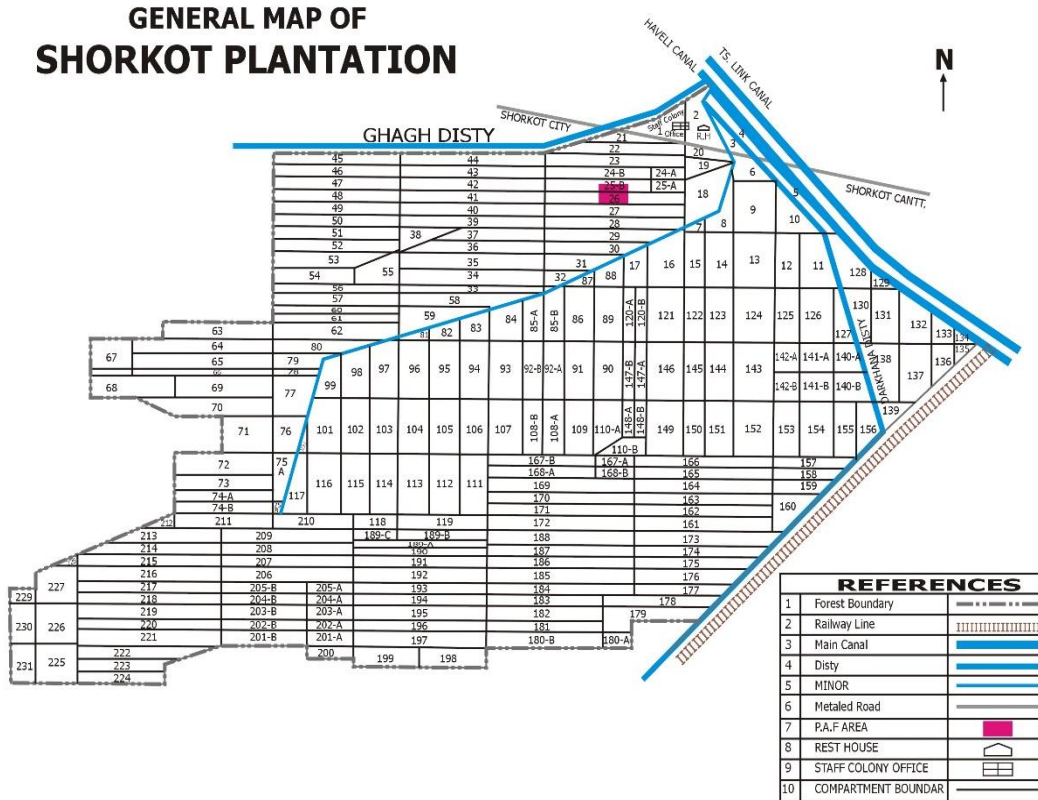 GENERAL MAP OF
SHORKOT PLANTATION
HAVELI CANAL
TS. LINK CANAL
N
GHAGH DISTY
SHORKOT CITY
Staff Colony
Office
R.H
SHORKOT CANTT.
DARKHANA DISTY
1 2 3 4
21
22 20
45 44 23 19 6
46 43 24-B 24-A
47 42 25-B 25-A 5
48 41 26 18
49 40 27 9 10
50 39 28 7 8
51 38 37 29
52 36 30
53 35 31 17 16 15 14 13 12 11 128
54 55 34 32 87 88 129
56 33
57 58 84 85-A 85-B 86 89 120-A 120-B 121 122 123 124 125 126 130 131
60 59
61 83 132
63 62 81 82 127 133 134
64 80 135
67 65 79 98 97 96 95 94 93 92-B 92-A 91 90 147-B 147-A 146 145 144 143 142-A 141-A 140-A 138 136
66 78
68 69 77 99 142-B 141-B 140-B 137
70 148-A 148-B 139
71 76 101 102 103 104 105 106 107 108-B 108-A 109 110-A 149 150 151 152 153 154 155 156
110-B
72 75 A 167-B 167-A 166 157
168-A 168-B 165 158
73 117 116 115 114 113 112 111 169 164 159
74-A 170 163
74-B 171 162 160
212 211 210 118 119 172 161
213 209 189-C 189-B 188 173
214 208 189-A 190 187 174
215 207 191 186 175
227 216 206 192 185 176
217 205-B 205-A 193 184 177
229 218 204-B 204-A 194 183 178
219 203-B 203-A 195 182 179
230 226 220 202-B 202-A 196 181
221 201-B 201-A 197 180-B 180-A
231 225 222 200 199 198
223
224
REFERENCES
1 Forest Boundary
2 Railway Line
3 Main Canal
4 Disty
5 MINOR
6 Metaled Road
7 P.A.F AREA
8 REST HOUSE
9 STAFF COLONY OFFICE
10 COMPARTMENT BOUNDAR